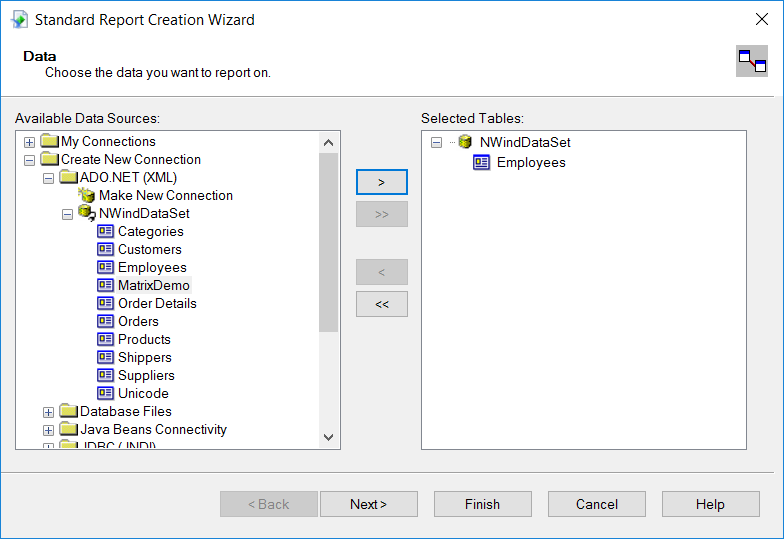 Standard Report Creation Wizard
Data
Choose the data you want to report on.
Available Data Sources:
My Connections
Create New Connection
ADO.NET (XML)
Make New Connection
NWindDataSet
Categories
Customers
Employees
MatrixDemo
Order Details
Orders
Products
Shippers
Suppliers
Unicode
Database Files
Java Beans Connectivity
JDBC (JNDI)
>
>>
<
<<
Selected Tables:
NWindDataSet
Employees
< Back
Next >
Finish
Cancel
Help